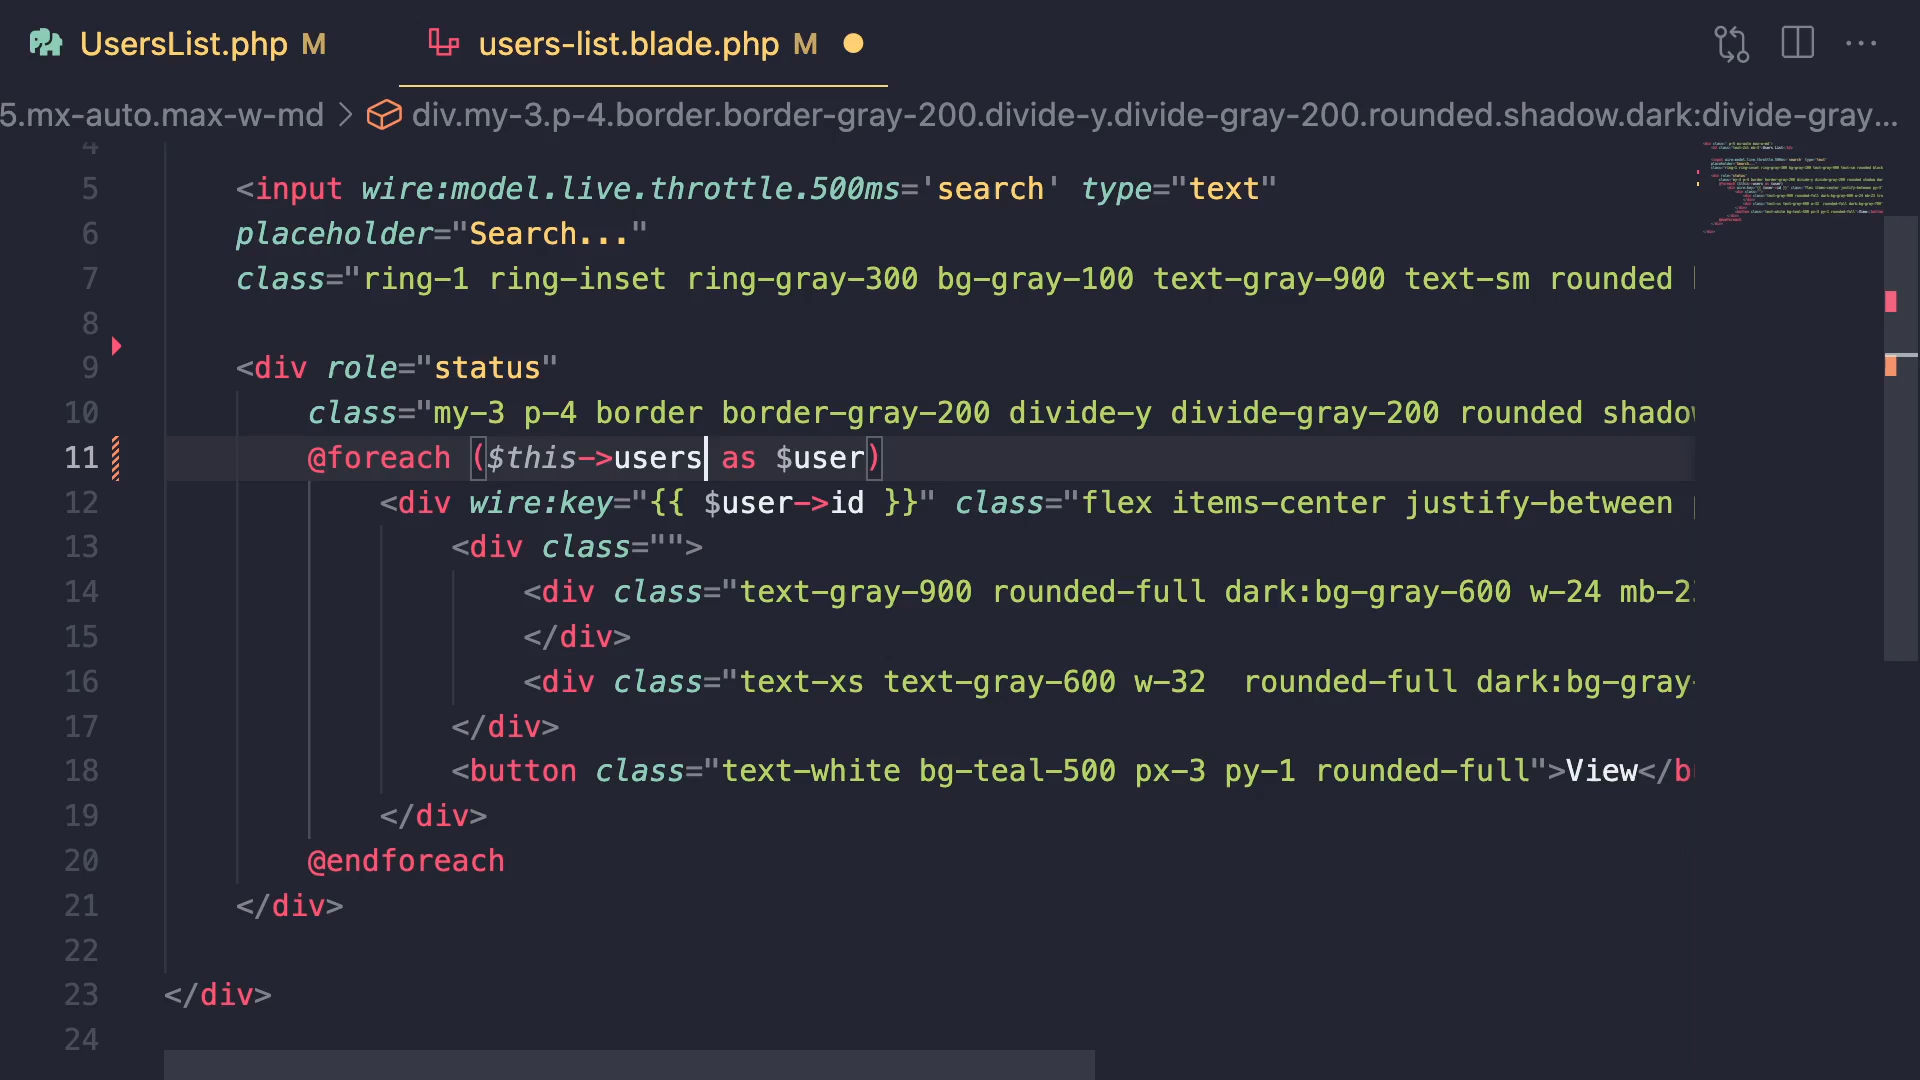 UsersList.php M
users-list.blade.php M
5.mx-auto.max-w-md > div.my-3.p-4.border.border-gray-200.divide-y.divide-gray-200.rounded.shadow.dark:divide-gray...
4
5 <input wire:model.live.throttle.500ms='search' type="text"
6 placeholder="Search..."
7 class="ring-1 ring-inset ring-gray-300 bg-gray-100 text-gray-900 text-sm rounded
8
9 <div role="status"
10 class="my-3 p-4 border border-gray-200 divide-y divide-gray-200 rounded shadow
11 @foreach ($this->users as $user)
12 <div wire:key="{{ $user->id }}" class="flex items-center justify-between
13 <div class="">
14 <div class="text-gray-900 rounded-full dark:bg-gray-600 w-24 mb-2
15 </div>
16 <div class="text-xs text-gray-600 w-32  rounded-full dark:bg-gray-
17 </div>
18 <button class="text-white bg-teal-500 px-3 py-1 rounded-full">View</b
19 </div>
20 @endforeach
21 </div>
22
23 </div>
24